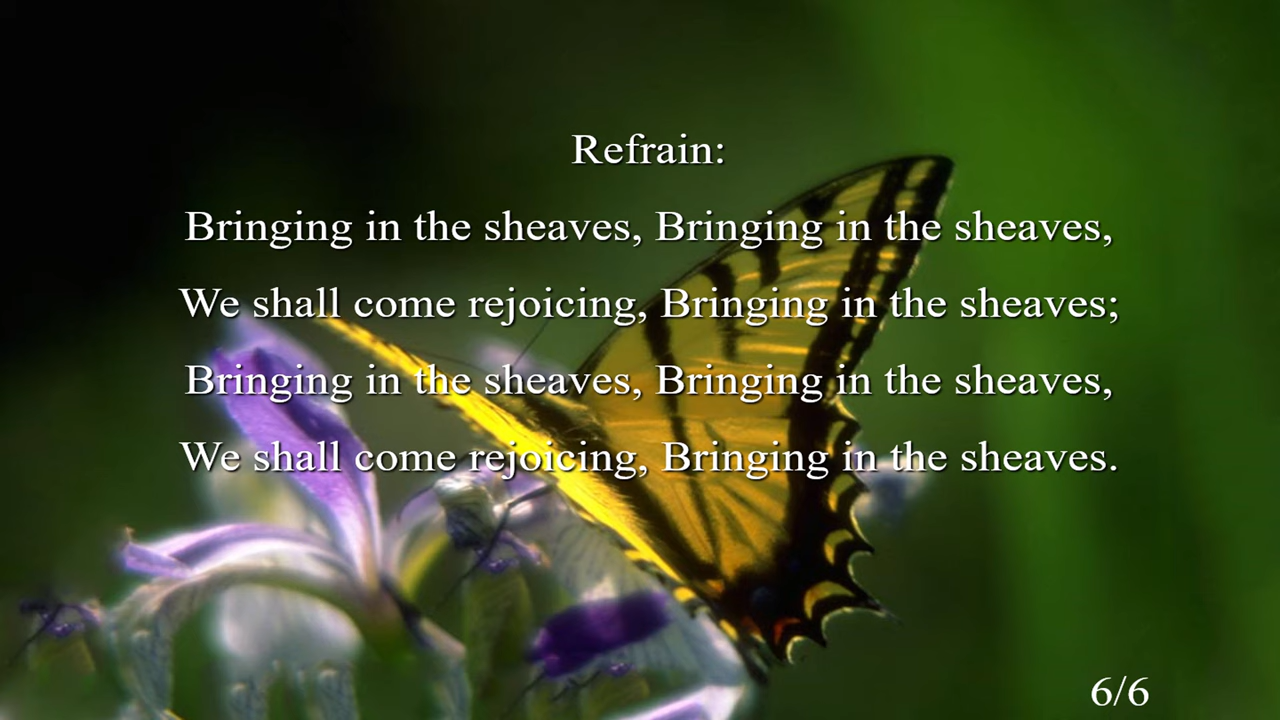 Refrain:
Bringing in the sheaves, Bringing in the sheaves,
We shall come rejoicing, Bringing in the sheaves;
Bringing in the sheaves, Bringing in the sheaves,
We shall come rejoicing, Bringing in the sheaves.
6/6